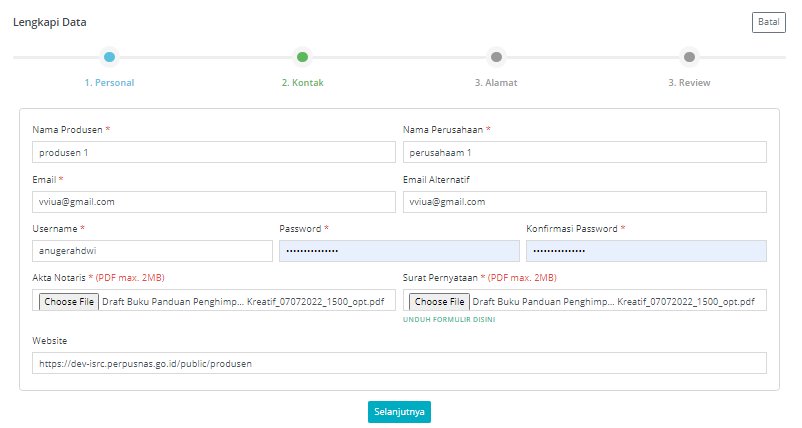 Lengkapi Data
Batal
1. Personal 2. Kontak 3. Alamat 3. Review
Nama Produsen * Nama Perusahaan *
produsen 1 perusahaam 1
Email * Email Alternatif
vviua@gmail.com vviua@gmail.com
Username * Password * Konfirmasi Password *
anugerahdwi ••••••••••••••• •••••••••••••••
Akta Notaris * (PDF max. 2MB) Surat Pernyataan * (PDF max. 2MB)
Choose File Draft Buku Panduan Penghimp... Kreatif_07072022_1500_opt.pdf Choose File Draft Buku Panduan Penghimp... Kreatif_07072022_1500_opt.pdf
UNDUH FORMULIR DISINI
Website
https://dev-isrc.perpusnas.go.id/public/produsen
Selanjutnya